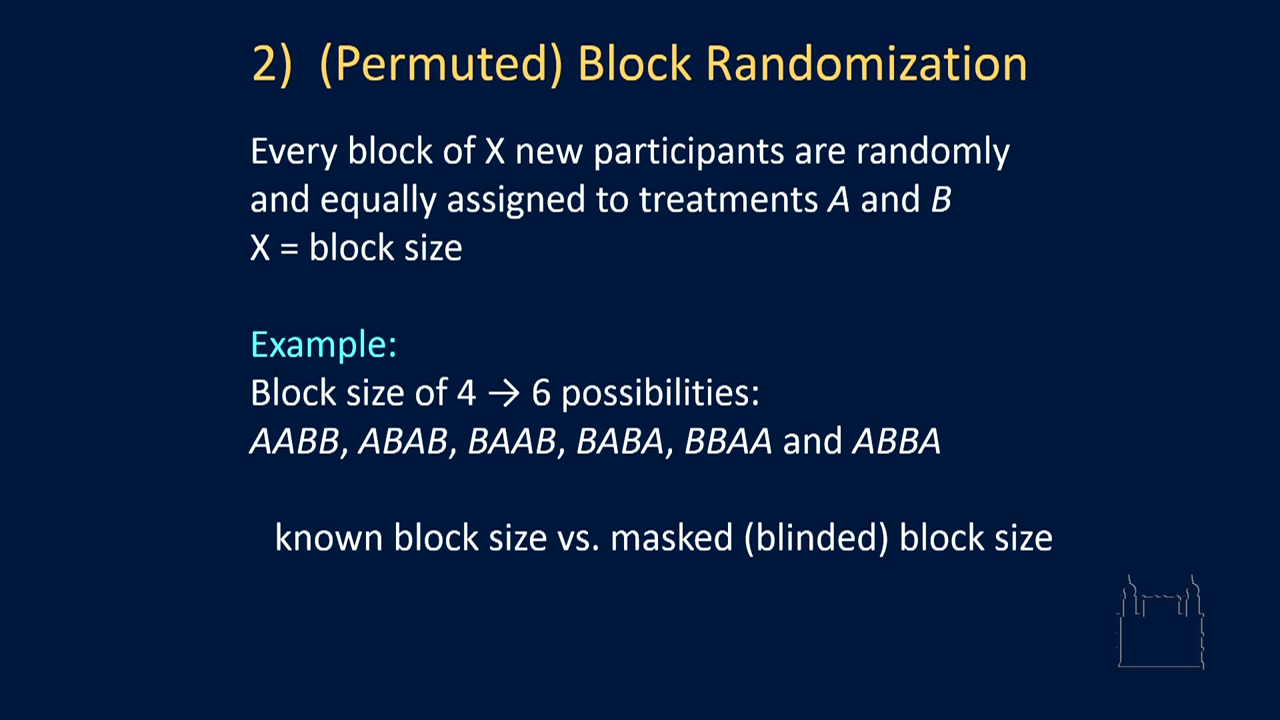 2) (Permuted) Block Randomization
Every block of X new participants are randomly
and equally assigned to treatments A and B
X = block size
Example:
Block size of 4 → 6 possibilities:
AABB, ABAB, BAAB, BABA, BBAA and ABBA
known block size vs. masked (blinded) block size